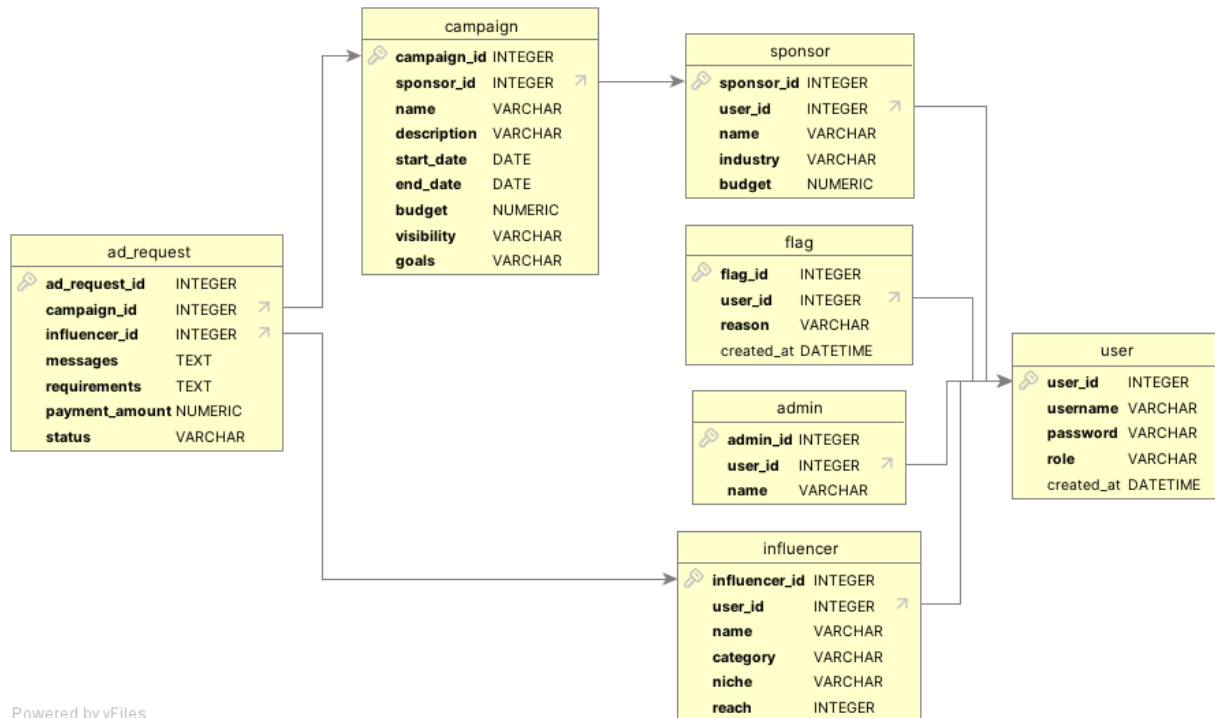 campaign
campaign_id INTEGER
sponsor_id INTEGER
name VARCHAR
description VARCHAR
start_date DATE
end_date DATE
budget NUMERIC
visibility VARCHAR
goals VARCHAR
sponsor
sponsor_id INTEGER
user_id INTEGER
name VARCHAR
industry VARCHAR
budget NUMERIC
ad_request
ad_request_id INTEGER
campaign_id INTEGER
influencer_id INTEGER
messages TEXT
requirements TEXT
payment_amount NUMERIC
status VARCHAR
flag
flag_id INTEGER
user_id INTEGER
reason VARCHAR
created_at DATETIME
user
user_id INTEGER
username VARCHAR
password VARCHAR
role VARCHAR
created_at DATETIME
admin
admin_id INTEGER
user_id INTEGER
name VARCHAR
influencer
influencer_id INTEGER
user_id INTEGER
name VARCHAR
category VARCHAR
niche VARCHAR
reach INTEGER
Powered by yFiles